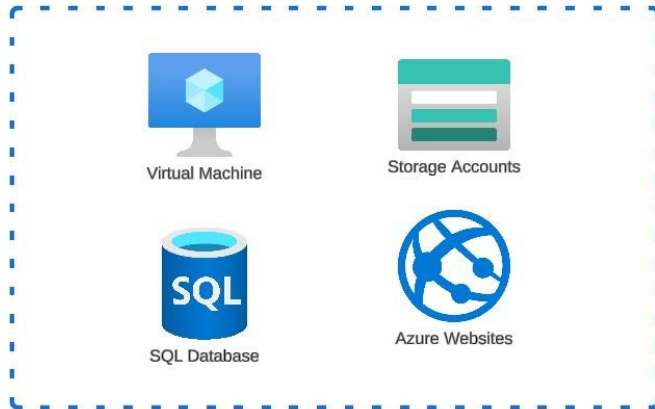 Virtual Machine
Storage Accounts
SQL
SQL Database
Azure Websites